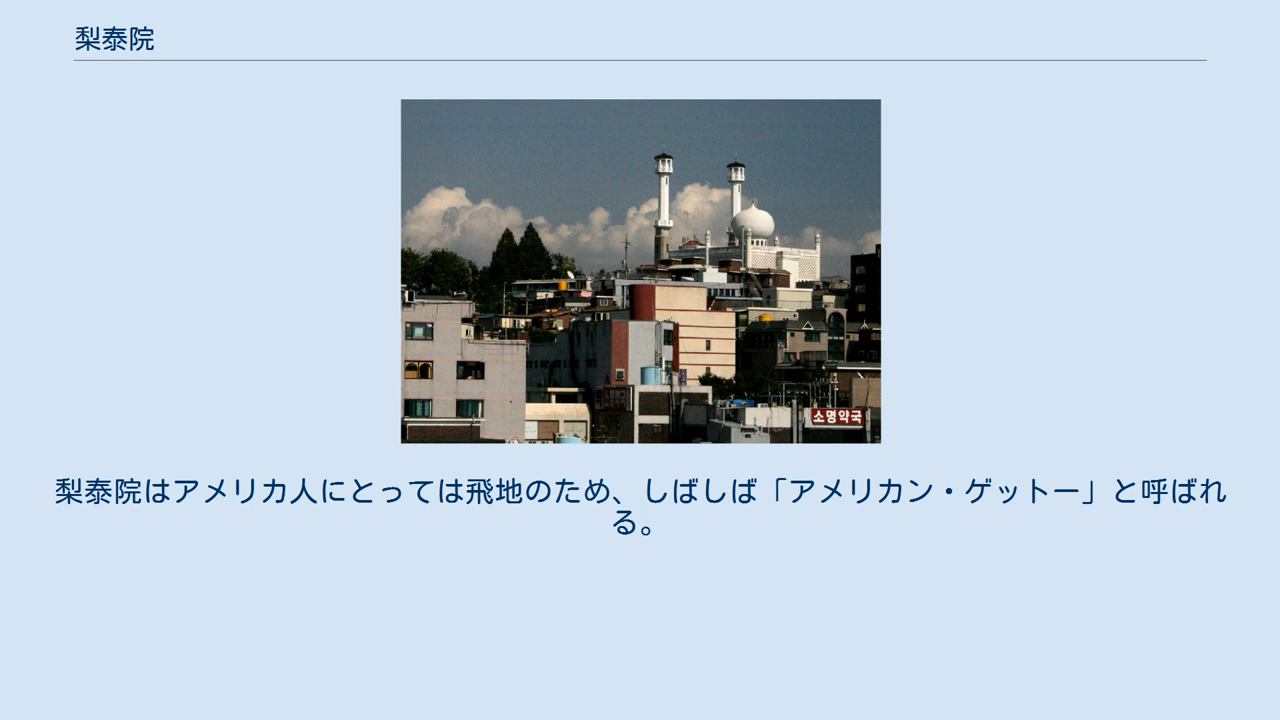 梨泰院
소명약국
梨泰院はアメリカ人にとっては飛地のため、しばしば「アメリカン・ゲットー」と呼ばれ
る。